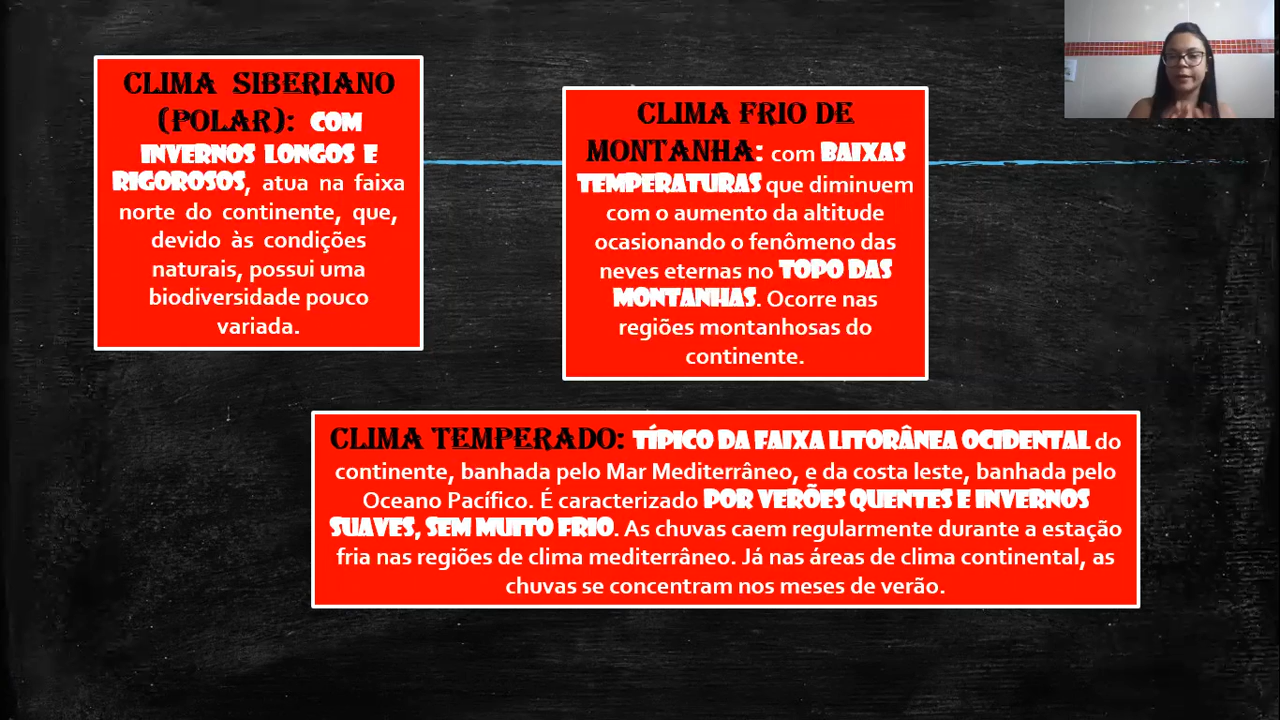 CLIMA SIBERIANO
(POLAR): COM
INVERNOS LONGOS E
RIGOROSOS, atua na faixa
norte do continente, que,
devido às condições
naturais, possui uma
biodiversidade pouco
variada.
CLIMA FRIO DE
MONTANHA: com BAIXAS
TEMPERATURAS que diminuem
com o aumento da altitude
ocasionando o fenômeno das
neves eternas no TOPO DAS
MONTANHAS. Ocorre nas
regiões montanhosas do
continente.
CLIMA TEMPERADO: TÍPICO DA FAIXA LITORÂNEA OCIDENTAL do
continente, banhada pelo Mar Mediterrâneo, e da costa leste, banhada pelo
Oceano Pacífico. É caracterizado POR VERÕES QUENTES E INVERNOS
SUAVES, SEM MUITO FRIO. As chuvas caem regularmente durante a estação
fria nas regiões de clima mediterrâneo. Já nas áreas de clima continental, as
chuvas se concentram nos meses de verão.